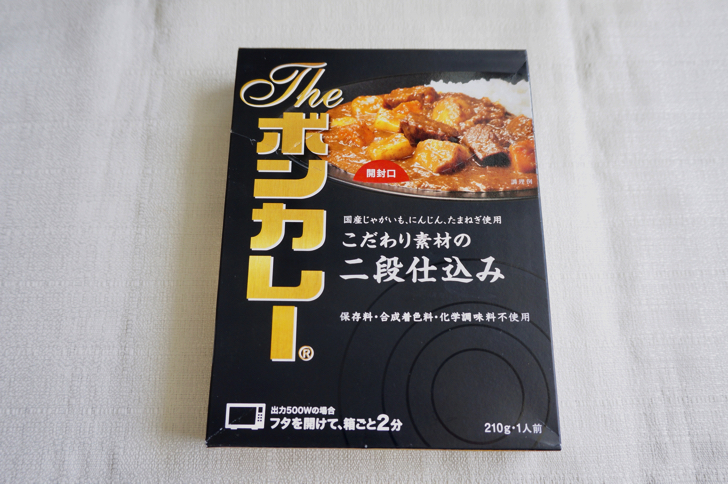 The
ボンカレー®
開封口
調理例
国産じゃがいも、にんじん、たまねぎ使用
こだわり素材の
二段仕込み
保存料・合成着色料・化学調味料不使用
出力500Wの場合
フタを開けて、箱ごと2分
210g・1人前